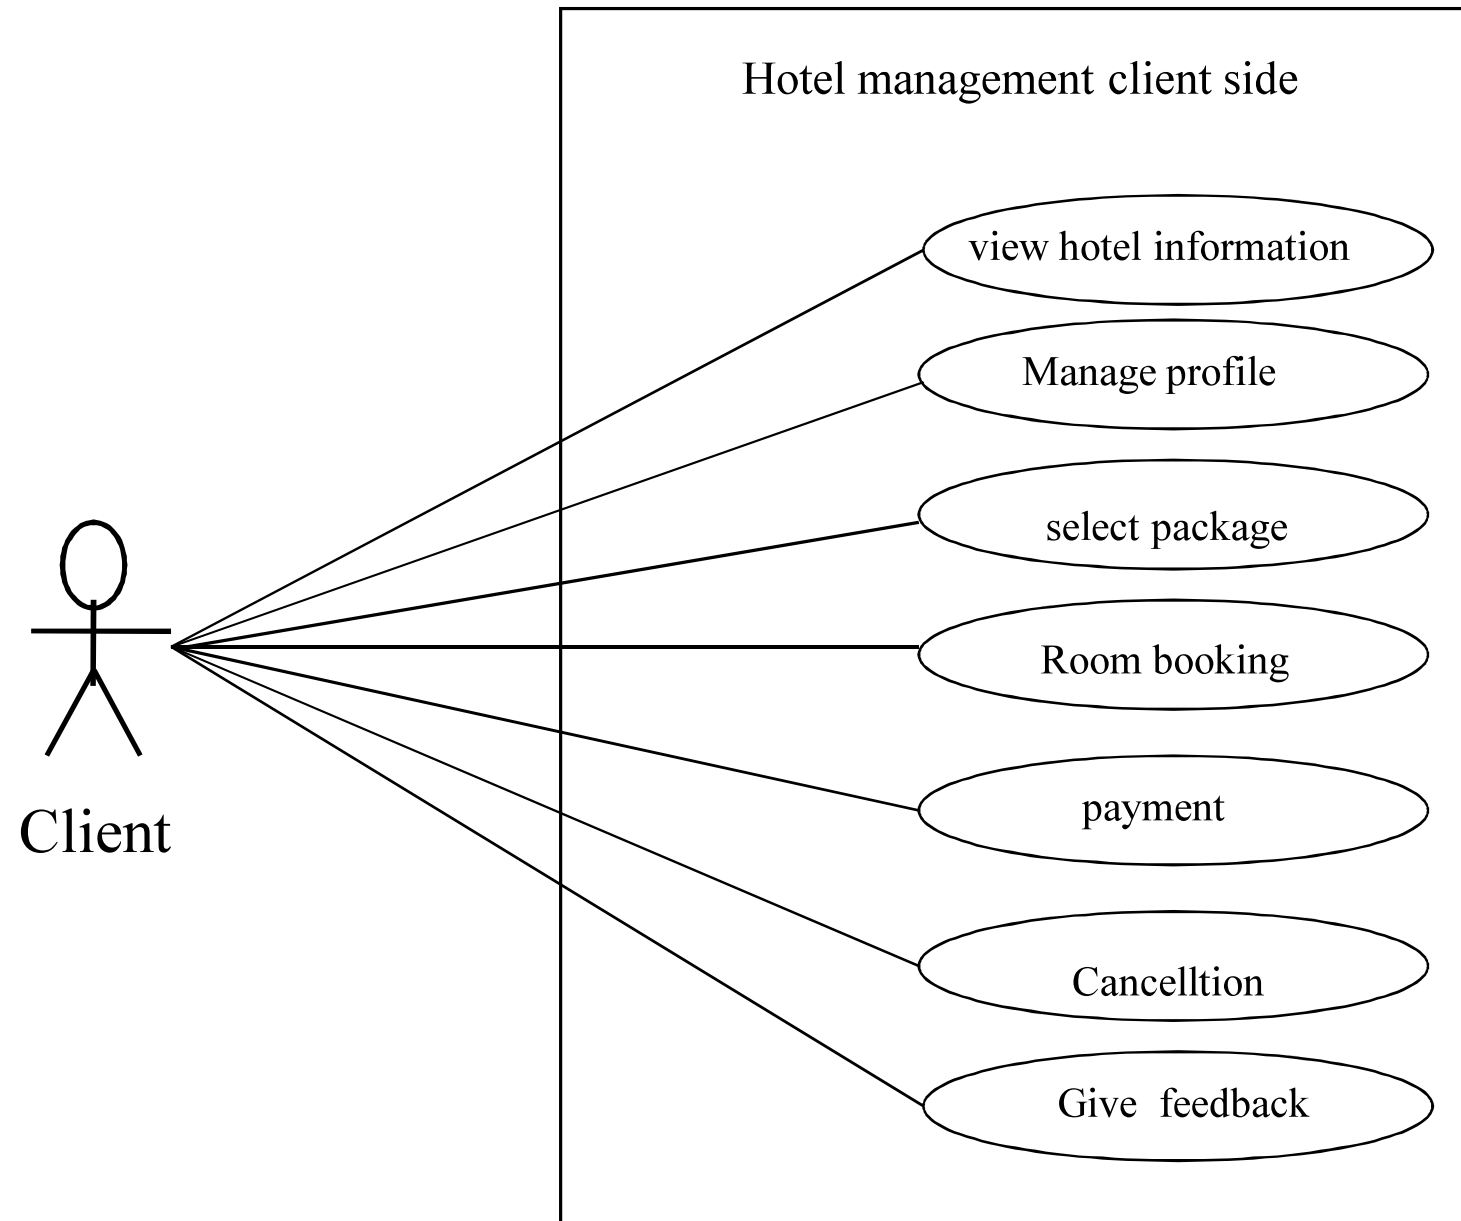 Hotel management client side
view hotel information
Manage profile
select package
Room booking
payment
Cancelltion
Give feedback
Client